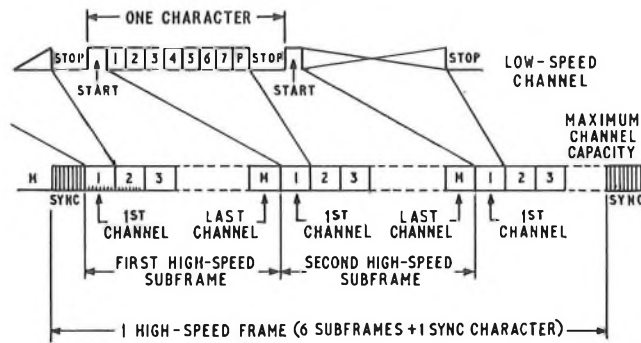 ONE CHARACTER
STOP 1 2 3 4 5 6 7 P STOP STOP
START START
LOW-SPEED
CHANNEL
MAXIMUM
CHANNEL
CAPACITY
M 1 2 3 M 1 2 3 M 1 2 3
SYNC SYNC
1ST
CHANNEL
LAST
CHANNEL
1ST
CHANNEL
LAST
CHANNEL
1ST
CHANNEL
FIRST HIGH-SPEED
SUBFRAME
SECOND HIGH-SPEED
SUBFRAME
1 HIGH-SPEED FRAME (6 SUBFRAMES + 1 SYNC CHARACTER)